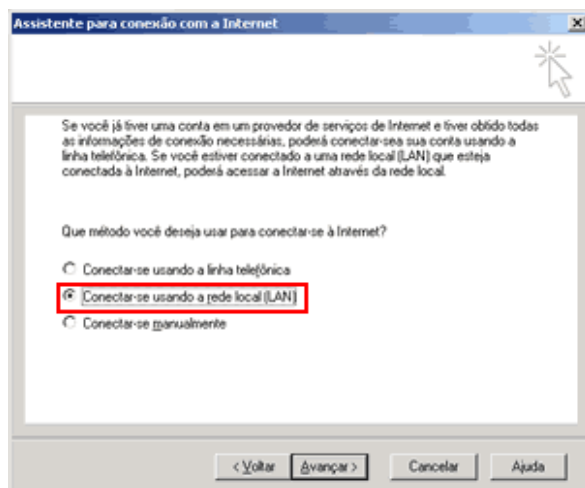 Assistente para conexão com a Internet
Se você já tiver uma conta em um provedor de serviços de Internet e tiver obtido todas
as informações de conexão necessárias, poderá conectar-sea sua conta usando a
linha telefônica. Se você estiver conectado a uma rede local (LAN) que esteja
conectada à Internet, poderá acessar a Internet através da rede local.
Que método você deseja usar para conectar-se à Internet?
Conectar-se usando a linha telefônica
Conectar-se usando a rede local (LAN)
Conectar-se manualmente
< Voltar Avançar > Cancelar Ajuda